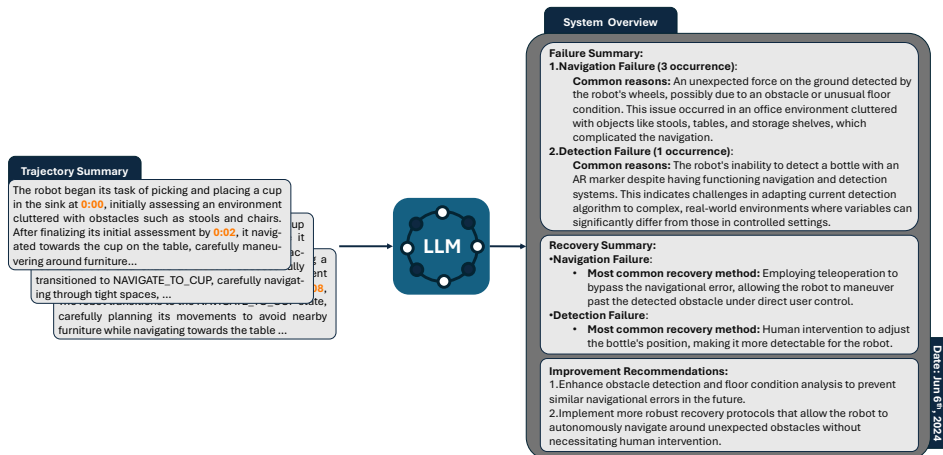 System Overview
Failure Summary:
1.Navigation Failure (3 occurrence):
Common reasons: An unexpected force on the ground detected by
the robot's wheels, possibly due to an obstacle or unusual floor
condition. This issue occurred in an office environment cluttered
with objects like stools, tables, and storage shelves, which
complicated the navigation.
2.Detection Failure (1 occurrence):
Common reasons: The robot's inability to detect a bottle with an
AR marker despite having functioning navigation and detection
systems. This indicates challenges in adapting current detection
algorithm to complex, real-world environments where variables can
significantly differ from those in controlled settings.
Recovery Summary:
•Navigation Failure:
• Most common recovery method: Employing teleoperation to
bypass the navigational error, allowing the robot to maneuver
past the detected obstacle under direct user control.
•Detection Failure:
• Most common recovery method: Human intervention to adjust
the bottle's position, making it more detectable for the robot.
Improvement Recommendations:
1.Enhance obstacle detection and floor condition analysis to prevent
similar navigational errors in the future.
2.Implement more robust recovery protocols that allow the robot to
autonomously navigate around unexpected obstacles without
necessitating human intervention.
Date: Jun 6th, 2024
Trajectory Summary
The robot began its task of picking and placing a cup
in the sink at 0:00, initially assessing an environment
cluttered with obstacles such as stools and chairs.
After finalizing its initial assessment by 0:02, it navig-
ated towards the cup on the table, carefully maneu-
vering around furniture...
up
it
transitioned to NAVIGATE_TO_CUP, carefully navigat-
ing through tight spaces, ...
g a
08,
carefully planning its movements to avoid nearby
furniture while navigating towards the table ...
LLM